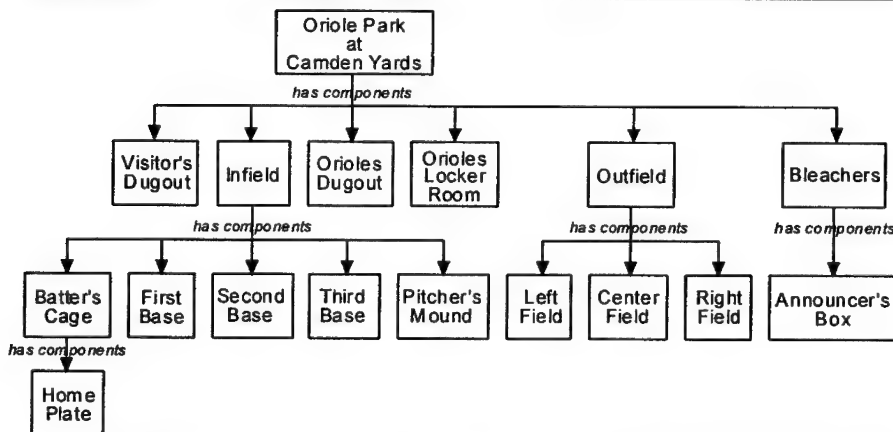 Oriole Park
at
Camden Yards
has components
Visitor's
Dugout
Infield
Orioles
Dugout
Orioles
Locker
Room
Outfield
Bleachers
has components
has components
has components
Batter's
Cage
First
Base
Second
Base
Third
Base
Pitcher's
Mound
Left
Field
Center
Field
Right
Field
Announcer's
Box
has components
Home
Plate